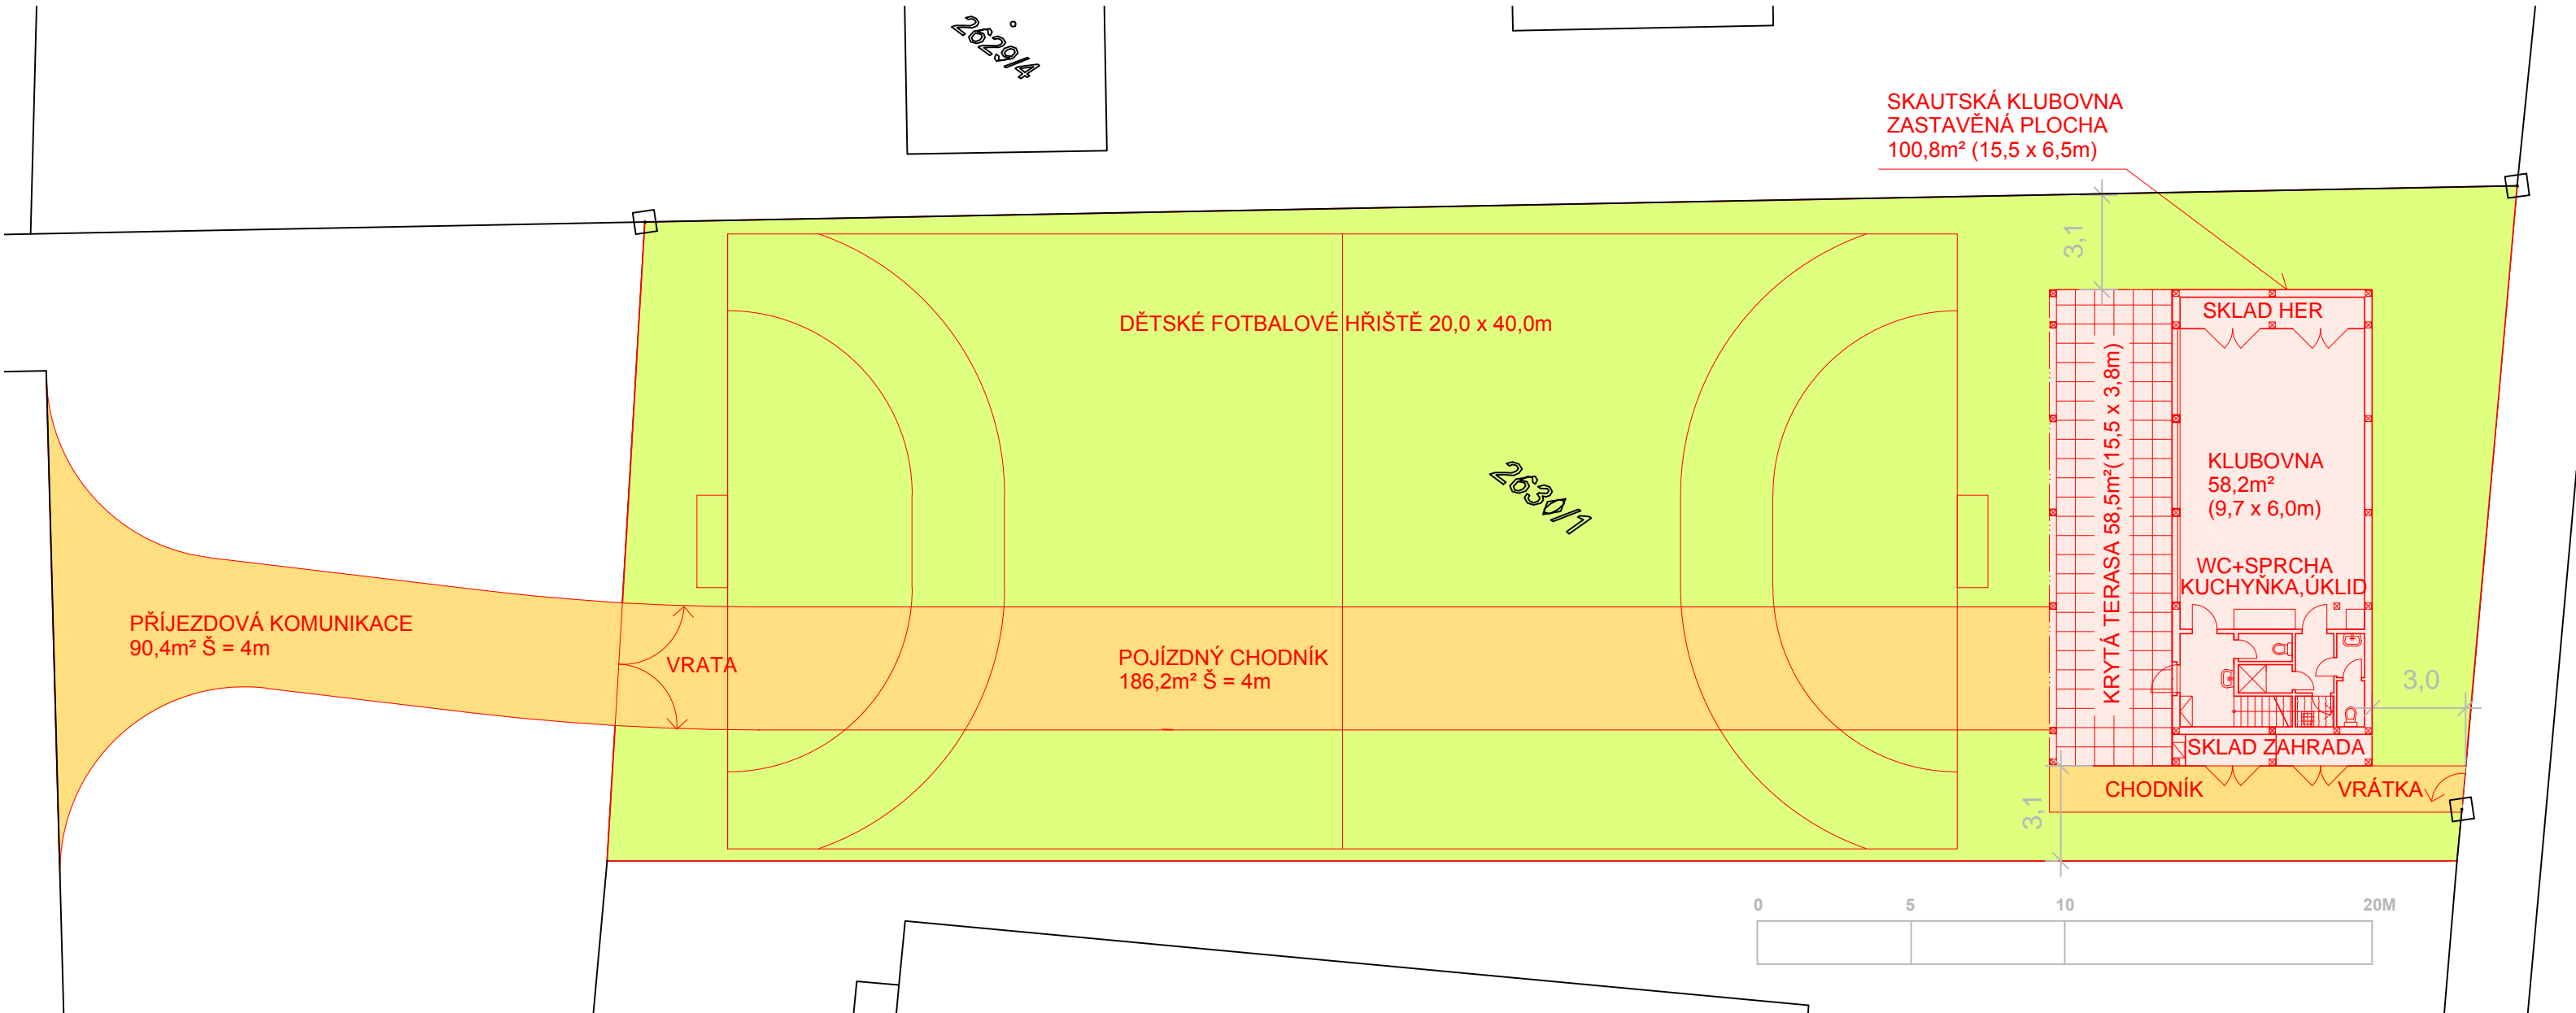 2629/4
SKAUTSKÁ KLUBOVNA
ZASTAVĚNÁ PLOCHA
100,8m² (15,5 x 6,5m)
3,1
SKLAD HER
DĚTSKÉ FOTBALOVÉ HŘIŠTĚ 20,0 x 40,0m
KRYTÁ TERASA 58,5m²(15,5 x 3,8m)
2630/1
KLUBOVNA
58,2m²
(9,7 x 6,0m)
WC+SPRCHA
KUCHYŇKA,ÚKLID
PŘÍJEZDOVÁ KOMUNIKACE
90,4m² Š = 4m
VRATA
POJÍZDNÝ CHODNÍK
186,2m² Š = 4m
3,0
SKLAD ZAHRADA
CHODNÍK
VRÁTKA
3,1
0 5 10 20M